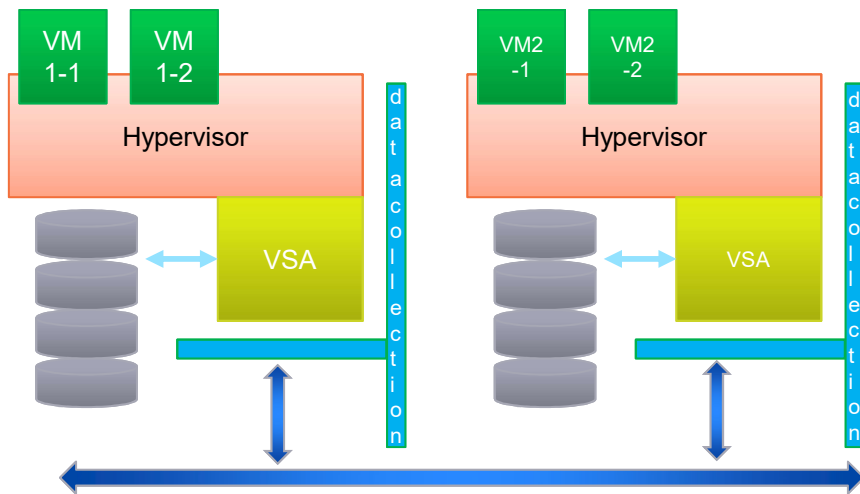 VM
1-1
VM
1-2
Hypervisor
VSA
data collection
VM2
-1
VM2
-2
Hypervisor
VSA
data collection